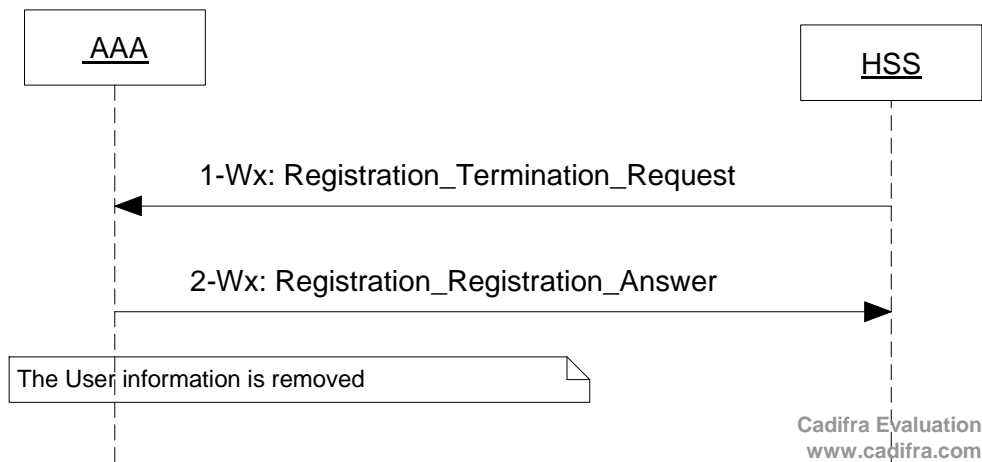 AAA
HSS
1-Wx: Registration_Termination_Request
2-Wx: Registration_Registration_Answer
The User information is removed
Cadifra Evaluation
www.cadifra.com